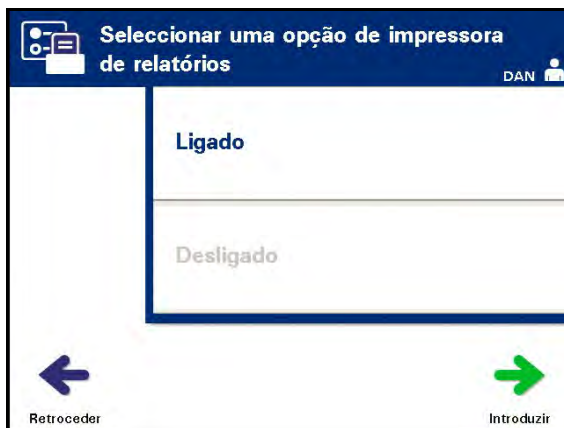 Seleccionar uma opção de impressora
de relatórios
DAN
Ligado
Desligado
Retroceder
Introduzir